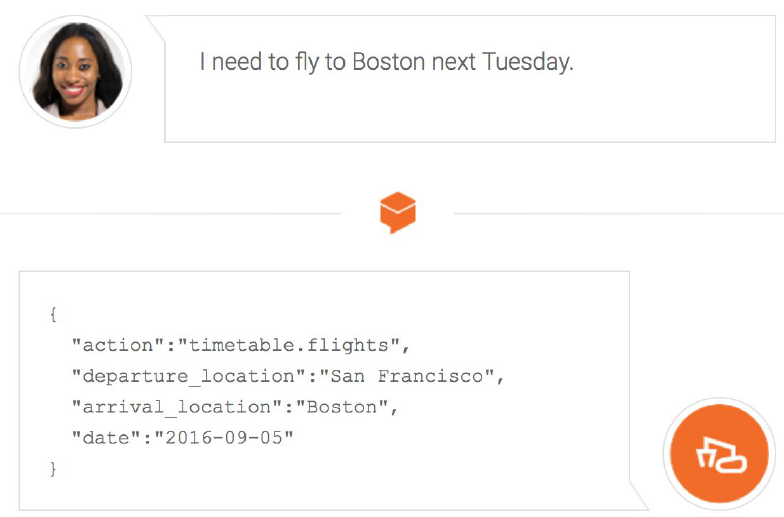 I need to fly to Boston next Tuesday.
{
"action":"timetable.flights",
"departure_location":"San Francisco",
"arrival_location":"Boston",
"date":"2016-09-05"
}